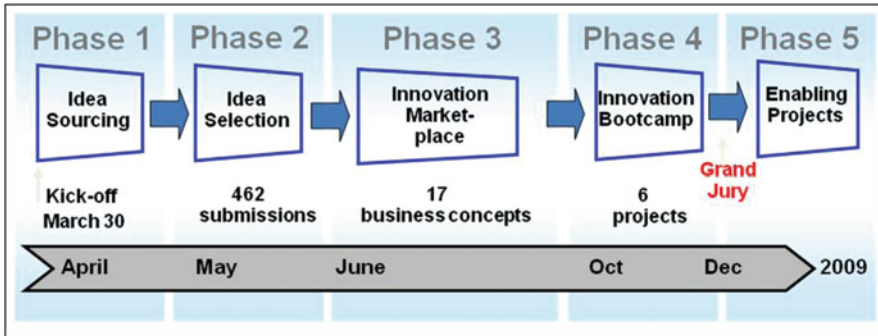 Phase 1
Phase 2
Phase 3
Phase 4
Phase 5
Idea
Sourcing
Idea
Selection
Innovation
Market-
place
Innovation
Bootcamp
Enabling
Projects
Grand
Jury
Kick-off
March 30
462
submissions
17
business concepts
6
projects
April
May
June
Oct
Dec
2009